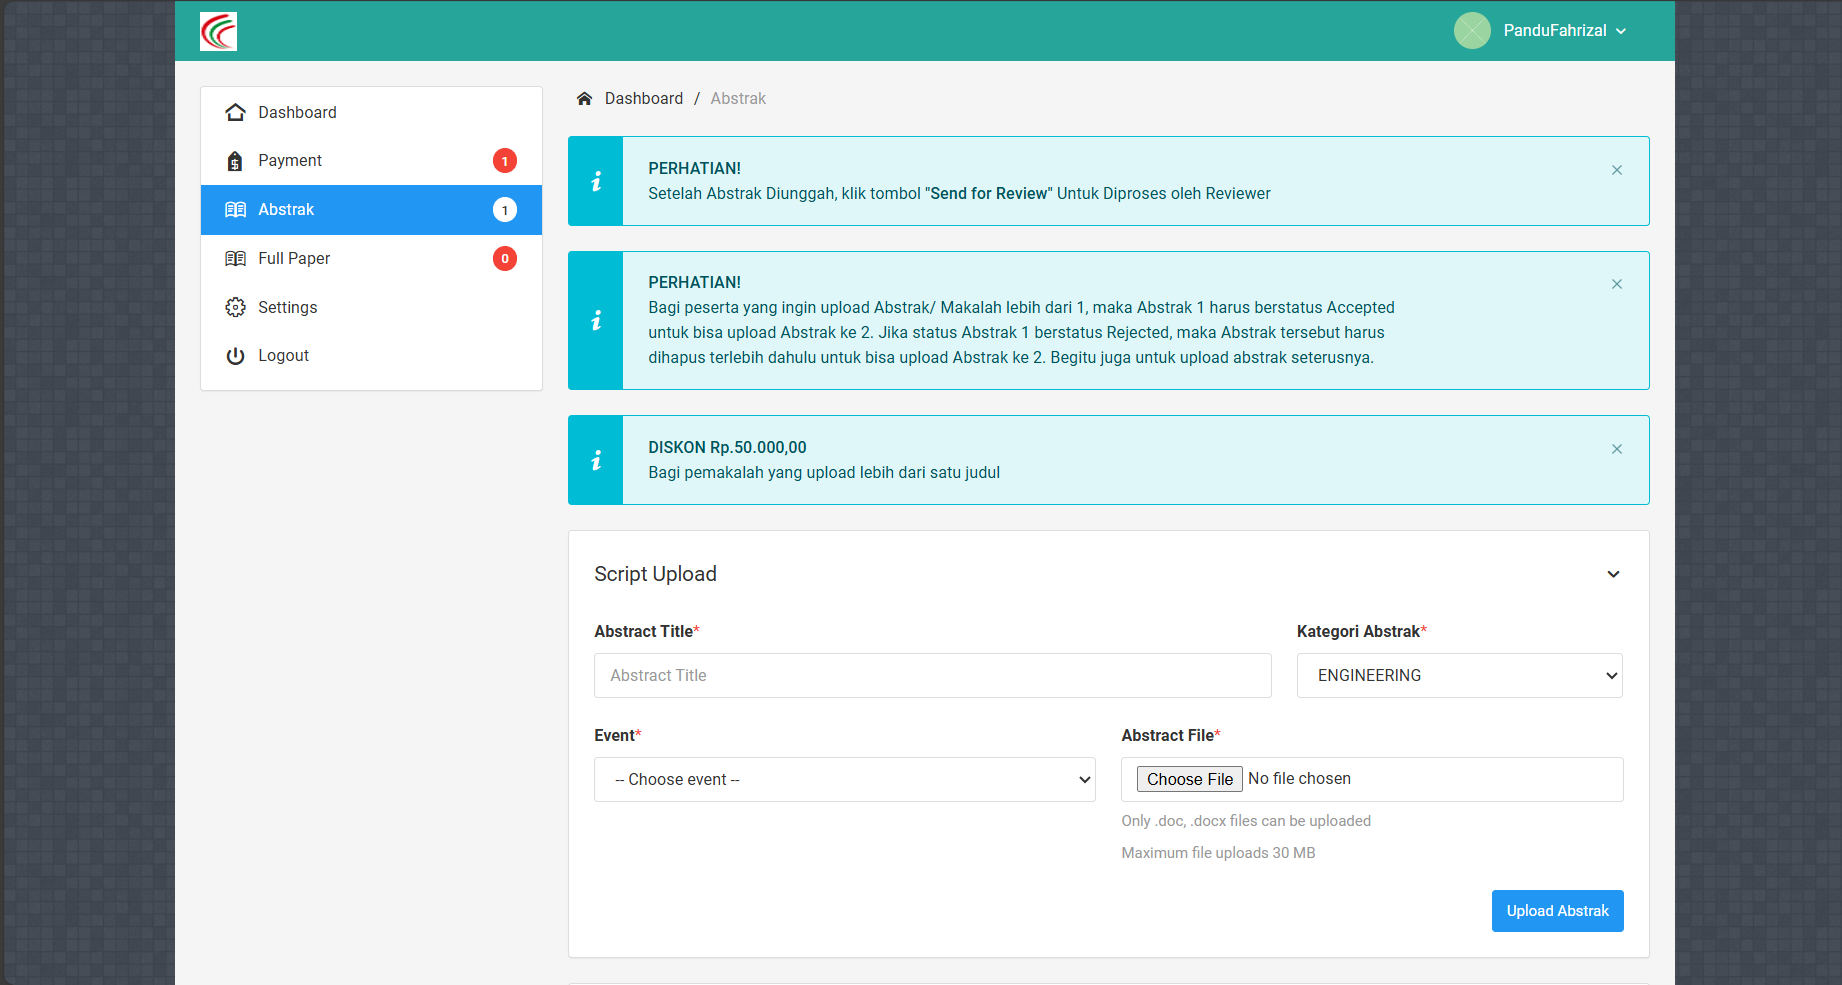 PanduFahrizal
Dashboard
Payment 1
Abstrak 1
Full Paper 0
Settings
Logout
Dashboard / Abstrak
PERHATIAN!
Setelah Abstrak Diunggah, klik tombol "Send for Review" Untuk Diproses oleh Reviewer
PERHATIAN!
Bagi peserta yang ingin upload Abstrak/ Makalah lebih dari 1, maka Abstrak 1 harus berstatus Accepted
untuk bisa upload Abstrak ke 2. Jika status Abstrak 1 berstatus Rejected, maka Abstrak tersebut harus
dihapus terlebih dahulu untuk bisa upload Abstrak ke 2. Begitu juga untuk upload abstrak seterusnya.
DISKON Rp.50.000,00
Bagi pemakalah yang upload lebih dari satu judul
Script Upload
Abstract Title*
Abstract Title
Kategori Abstrak*
ENGINEERING
Event*
-- Choose event --
Abstract File*
Choose File No file chosen
Only .doc, .docx files can be uploaded
Maximum file uploads 30 MB
Upload Abstrak